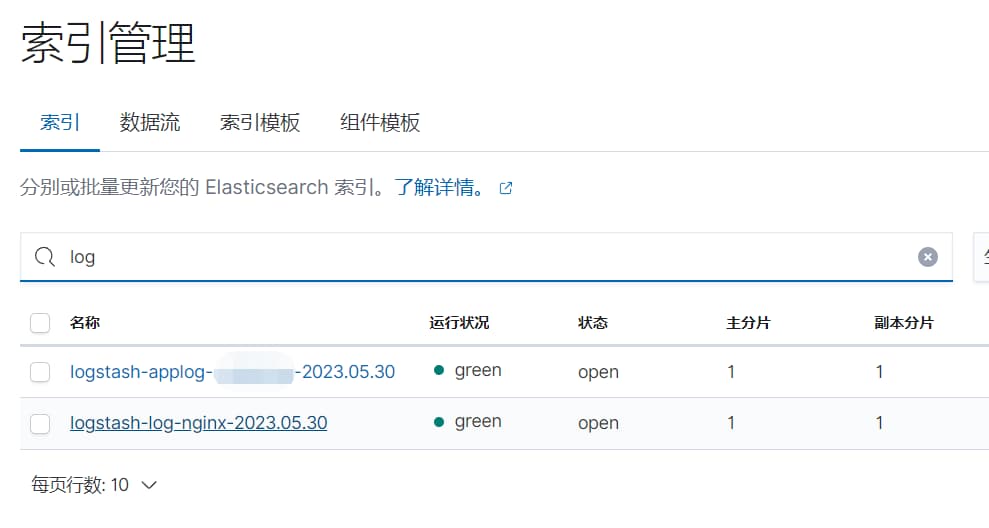 索引管理
索引 数据流 索引模板 组件模板
分别或批量更新您的 Elasticsearch 索引。了解详情。
log
名称 运行状况 状态 主分片 副本分片
logstash-applog- -2023.05.30 green open 1 1
logstash-log-nginx-2023.05.30 green open 1 1
每页行数: 10